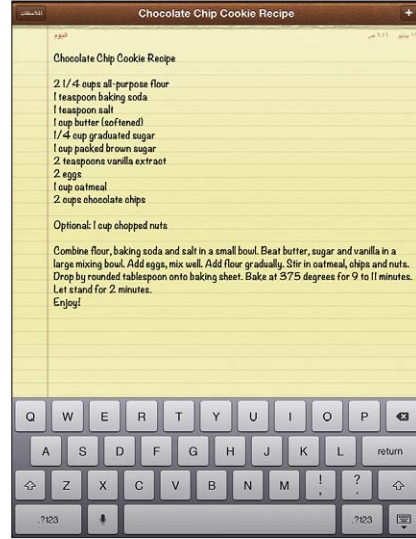 الملاحظات
Chocolate Chip Cookie Recipe
+
اليوم
Chocolate Chip Cookie Recipe
2 1/4 cups all-purpose flour
1 teaspoon baking soda
1 teaspoon salt
1 cup butter (softened)
1/4 cup graduated sugar
1 cup packed brown sugar
2 teaspoons vanilla extract
2 eggs
1 cup oatmeal
2 cups chocolate chips
Optional: 1 cup chopped nuts
Combine flour, baking soda and salt in a small bowl. Beat butter, sugar and vanilla in a
large mixing bowl. Add eggs, mix well. Add flour gradually. Stir in oatmeal, chips and nuts.
Drop by rounded tablespoon onto baking sheet. Bake at 375 degrees for 9 to 11 minutes.
Let stand for 2 minutes.
Enjoy!
Q W E R T Y U I O P
A S D F G H J K L return
Z X C V B N M ! , ? .
.?123 .?123